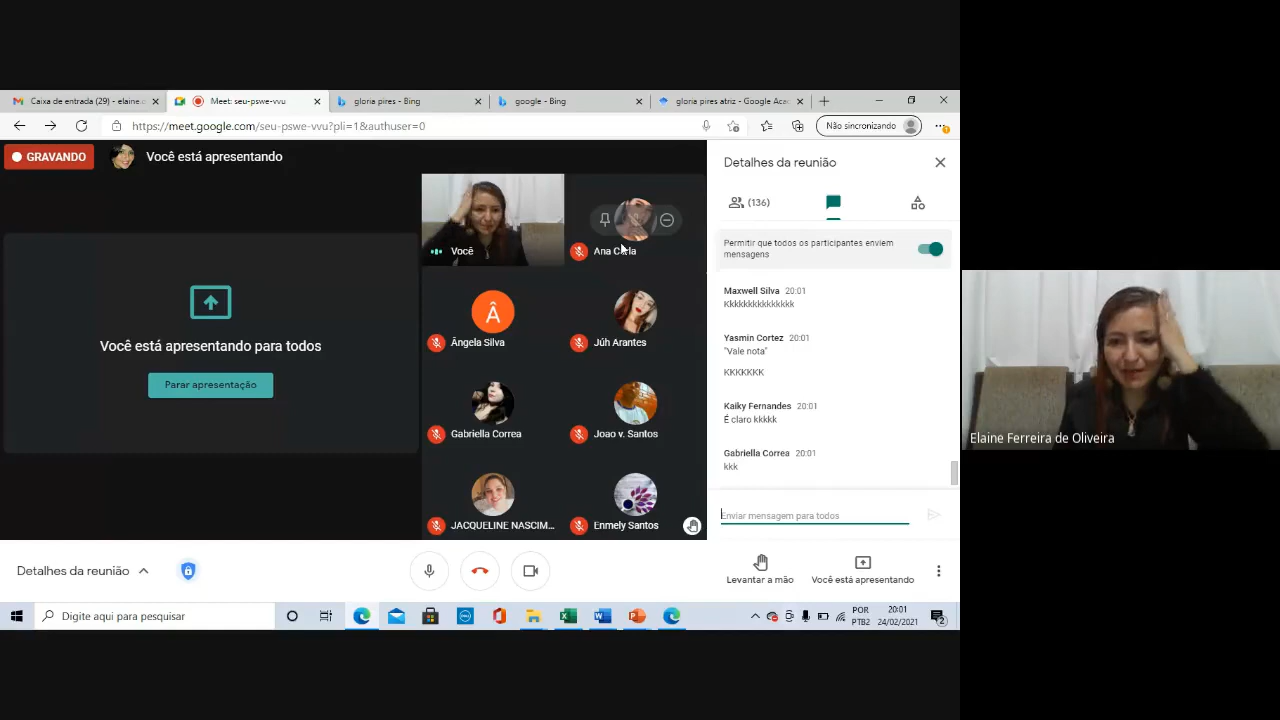 Caixa de entrada (29) - elaine.c
Meet: seu-pswe-vvu
gloria pires - Bing
google - Bing
gloria pires atriz - Google Aca
https://meet.google.com/seu-pswe-vvu?pli=1&authuser=0
Não sincronizando
GRAVANDO
Você está apresentando
Você está apresentando para todos
Parar apresentação
Você
Ana Carla
Ângela Silva
Júh Arantes
Gabriella Correa
Joao v. Santos
JACQUELINE NASCIM...
Enmely Santos
Detalhes da reunião
(136)
Permitir que todos os participantes enviem
mensagens
Maxwell Silva 20:01
Kkkkkkkkkkkkkk
Yasmin Cortez 20:01
"Vale nota"
KKKKKKK
Kaiky Fernandes 20:01
É claro kkkkk
Gabriella Correa 20:01
kkk
Enviar mensagem para todos
Detalhes da reunião
Levantar a mão
Você está apresentando
Digite aqui para pesquisar
POR
PTB2
20:01
24/02/2021
2
Elaine Ferreira de Oliveira